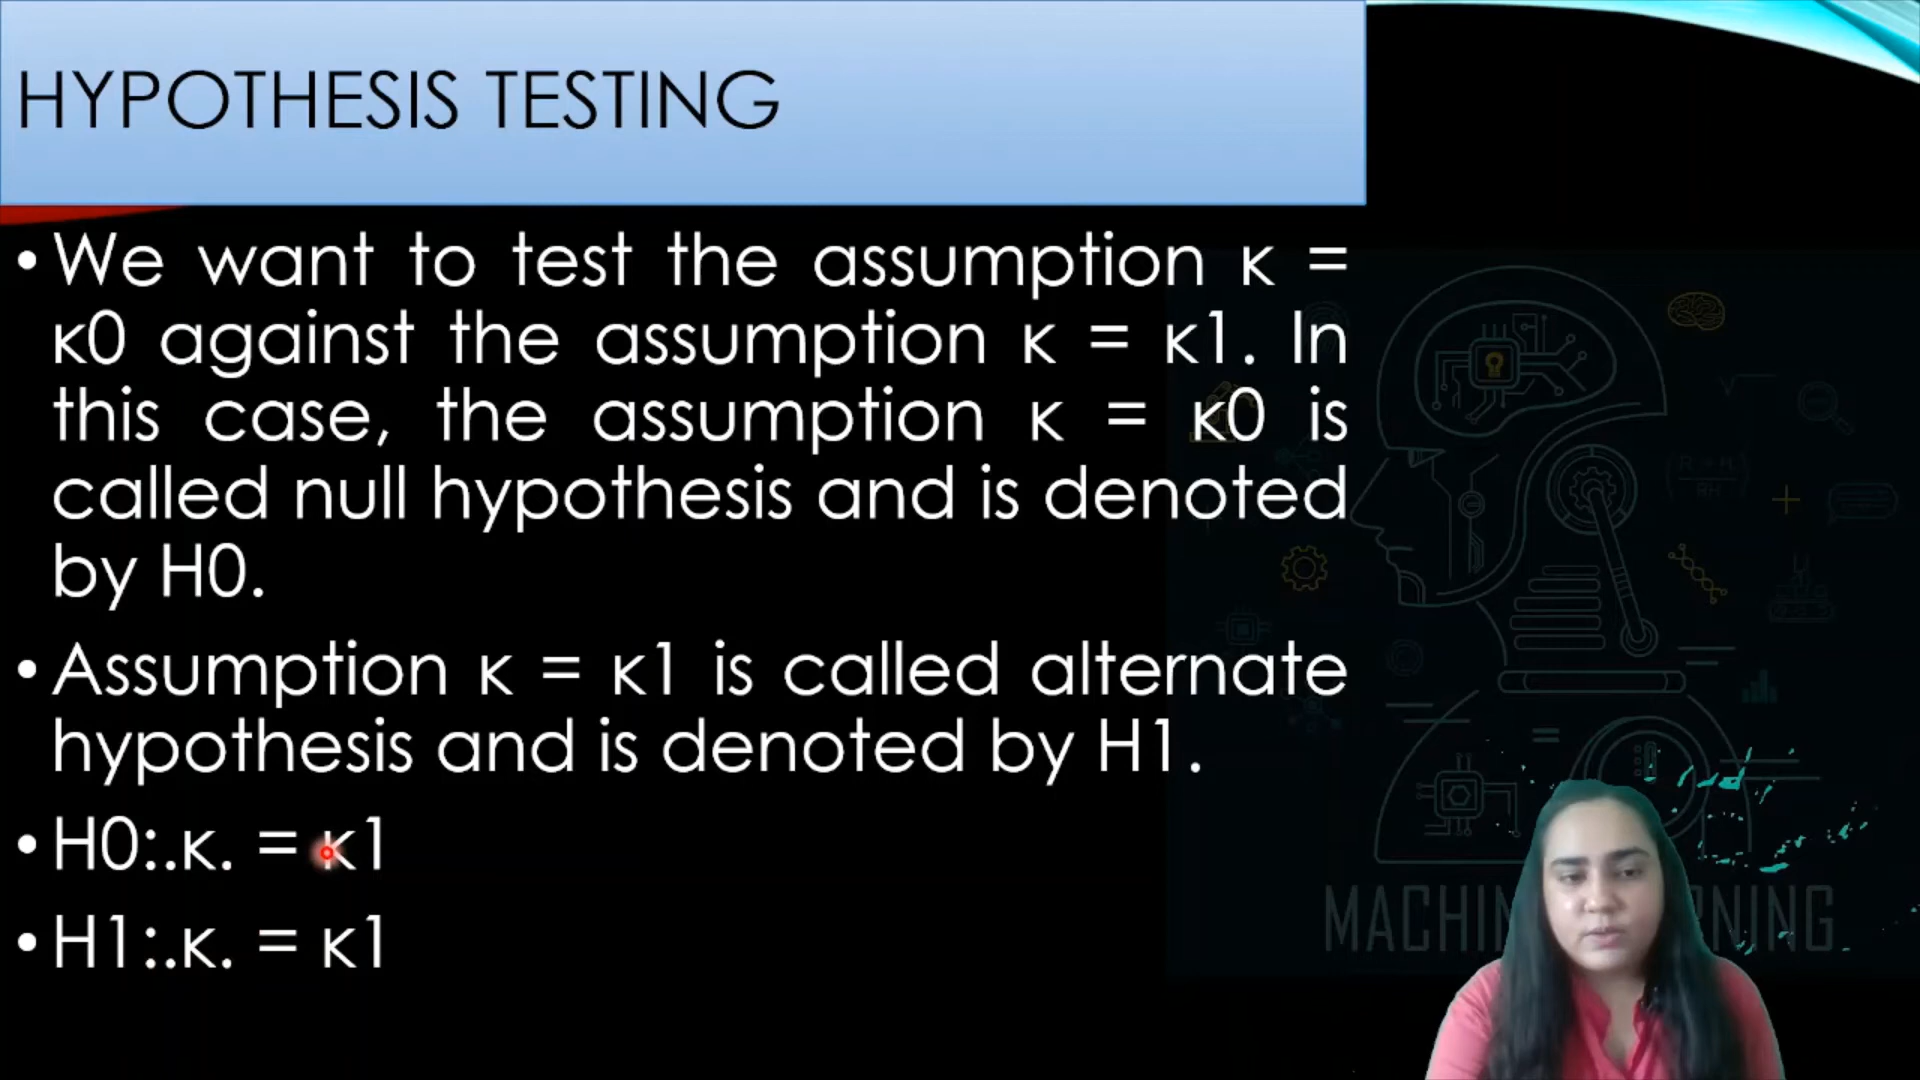 HYPOTHESIS TESTING
• We want to test the assumption κ =
κ0 against the assumption κ = κ1. In
this case, the assumption κ = κ0 is
called null hypothesis and is denoted
by H0.
• Assumption κ = κ1 is called alternate
hypothesis and is denoted by H1.
• H0:.κ. = κ1
• H1:.κ. = κ1